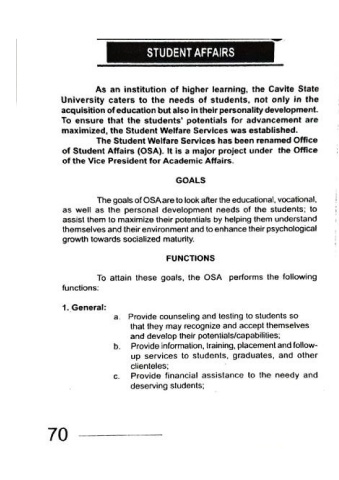 STUDENT AFFAIRS
As an institution of higher learning, the Cavite State
University caters to the needs of students, not only in the
acquisition of education but also in their personality development.
To ensure that the students' potentials for advancement are
maximized, the Student Welfare Services was established.
The Student Welfare Services has been renamed Office
of Student Affairs (OSA). It is a major project under the Office
of the Vice President for Academic Affairs.
GOALS
The goals of OSA are to look after the educational, vocational,
as well as the personal development needs of the students; to
assist them to maximize their potentials by helping them understand
themselves and their environment and to enhance their psychological
growth towards socialized maturity.
FUNCTIONS
To attain these goals, the OSA performs the following
functions:
1. General:
a. Provide counseling and testing to students so
that they may recognize and accept themselves
and develop their potentials/capabilities;
b. Provide information, training, placement and follow-
up services to students, graduates, and other
clienteles;
c. Provide financial assistance to the needy and
deserving students;
70